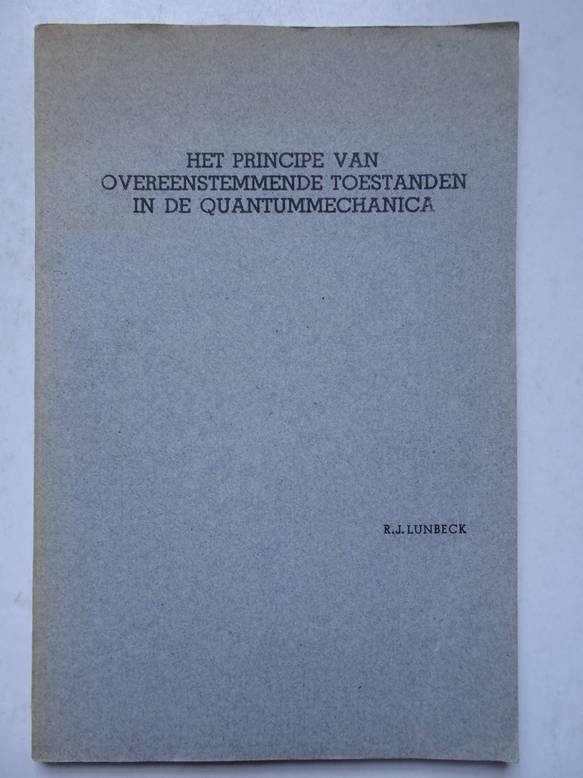 HET PRINCIPE VAN
OVEREENSTEMMENDE TOESTANDEN
IN DE QUANTUMMECHANICA
R.J. LUNBECK